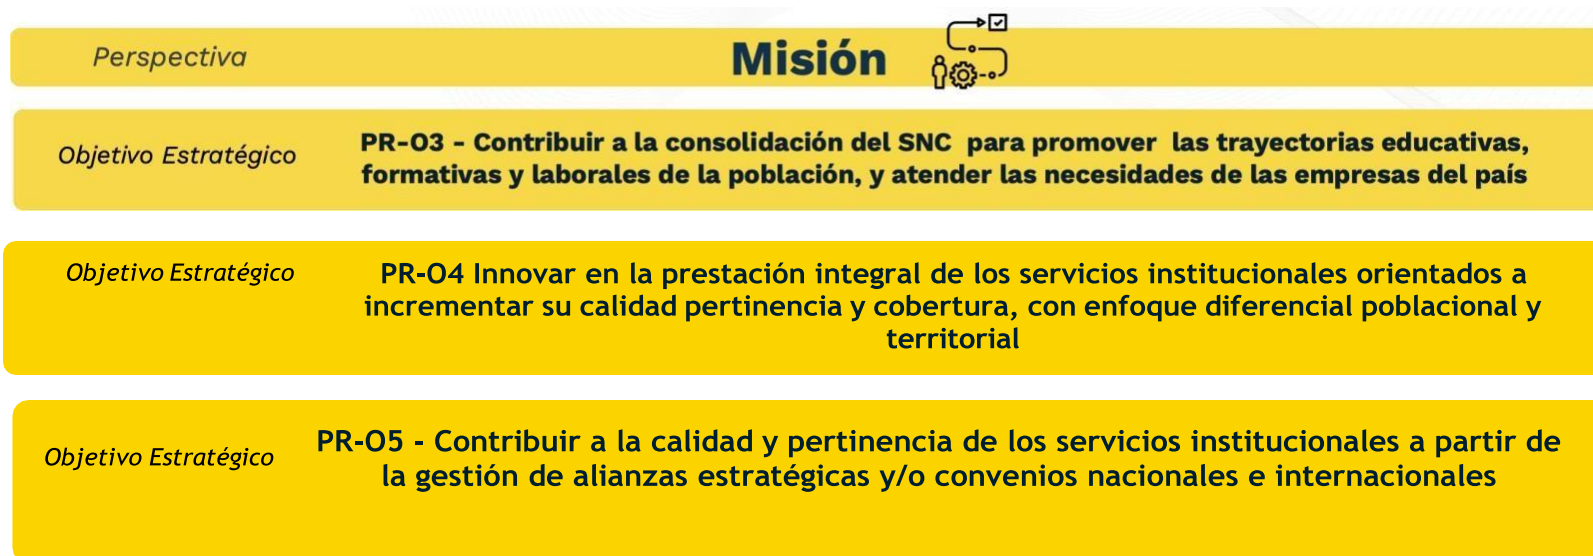 Perspectiva
Misión
Objetivo Estratégico
PR-O3 - Contribuir a la consolidación del SNC para promover las trayectorias educativas,
formativas y laborales de la población, y atender las necesidades de las empresas del país
Objetivo Estratégico
PR-O4 Innovar en la prestación integral de los servicios institucionales orientados a
incrementar su calidad pertinencia y cobertura, con enfoque diferencial poblacional y
territorial
Objetivo Estratégico
PR-O5 - Contribuir a la calidad y pertinencia de los servicios institucionales a partir de
la gestión de alianzas estratégicas y/o convenios nacionales e internacionales